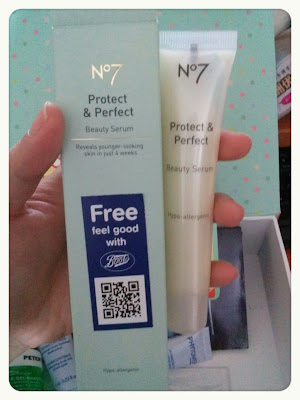 No7
Protect
& Perfect
Beauty Serum
Reveals younger-looking
skin in just 4 weeks
Free
feel good
with
Boots
Hypo-allergenic
No7
Protect &
Perfect
Beauty Serum
Hypo-allergenic
PETER